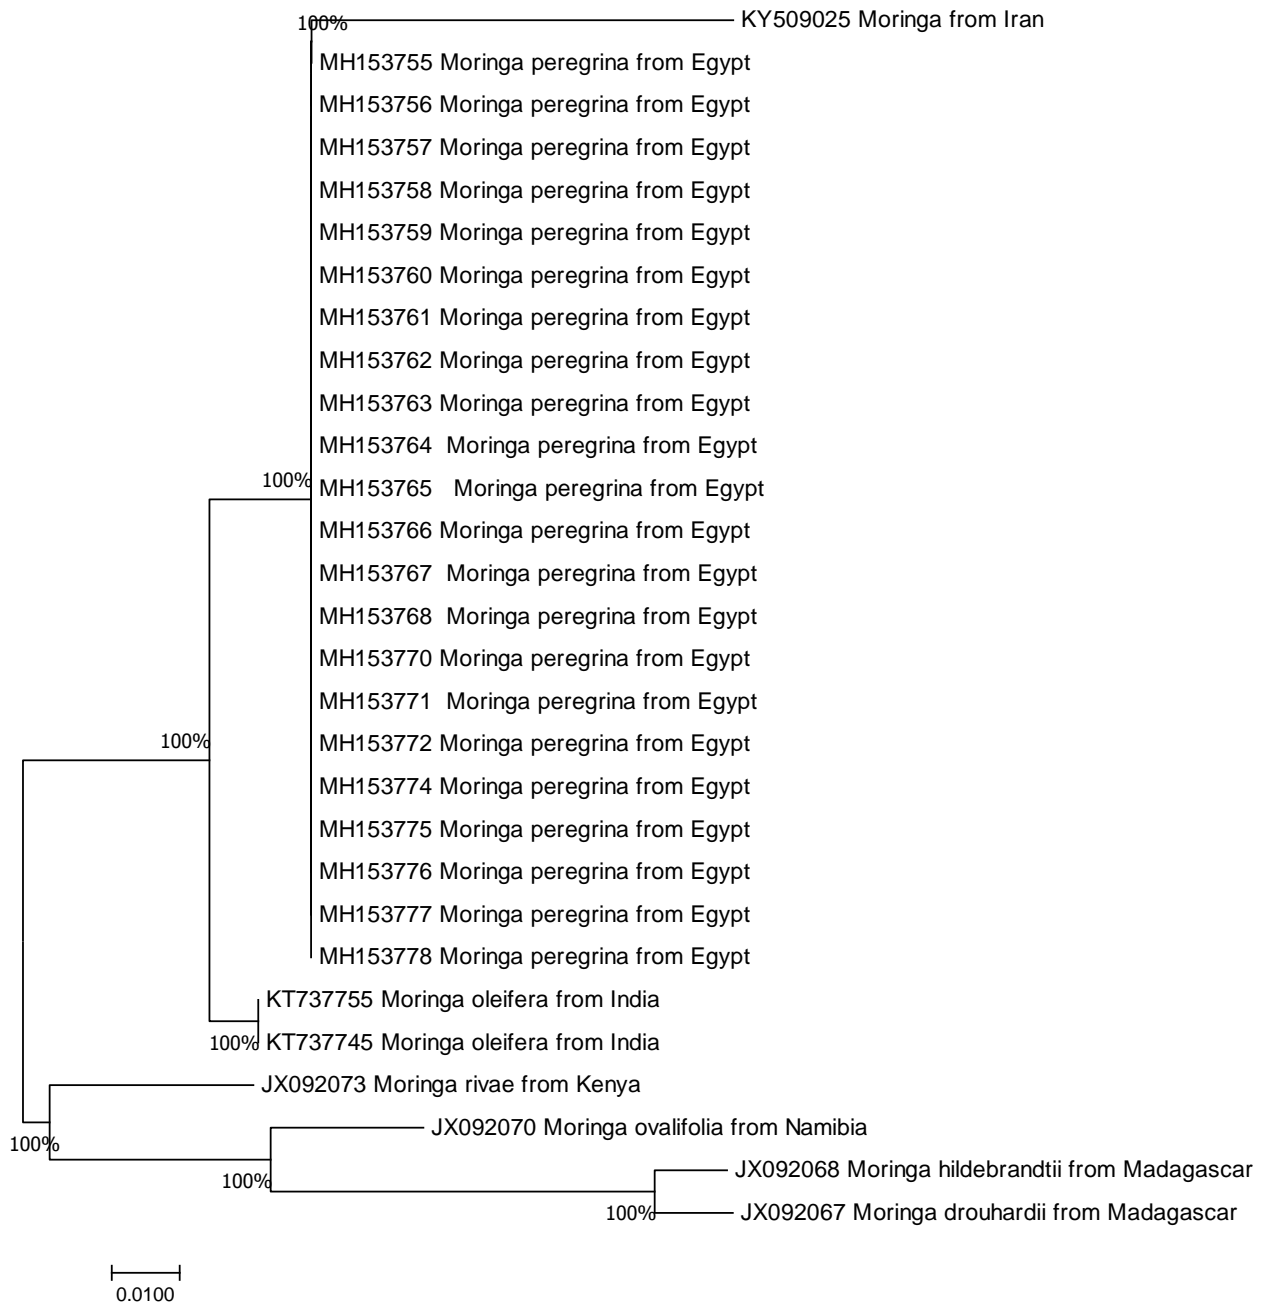 100%
KY509025 Moringa from Iran
MH153755 Moringa peregrina from Egypt
MH153756 Moringa peregrina from Egypt
MH153757 Moringa peregrina from Egypt
MH153758 Moringa peregrina from Egypt
MH153759 Moringa peregrina from Egypt
MH153760 Moringa peregrina from Egypt
MH153761 Moringa peregrina from Egypt
MH153762 Moringa peregrina from Egypt
MH153763 Moringa peregrina from Egypt
MH153764 Moringa peregrina from Egypt
100%
MH153765 Moringa peregrina from Egypt
MH153766 Moringa peregrina from Egypt
MH153767 Moringa peregrina from Egypt
MH153768 Moringa peregrina from Egypt
MH153770 Moringa peregrina from Egypt
MH153771 Moringa peregrina from Egypt
100%
MH153772 Moringa peregrina from Egypt
MH153774 Moringa peregrina from Egypt
MH153775 Moringa peregrina from Egypt
MH153776 Moringa peregrina from Egypt
MH153777 Moringa peregrina from Egypt
MH153778 Moringa peregrina from Egypt
KT737755 Moringa oleifera from India
100%
KT737745 Moringa oleifera from India
JX092073 Moringa rivae from Kenya
JX092070 Moringa ovalifolia from Namibia
100%
JX092068 Moringa hildebrandtii from Madagascar
100%
100%
JX092067 Moringa drouhardii from Madagascar
0.0100